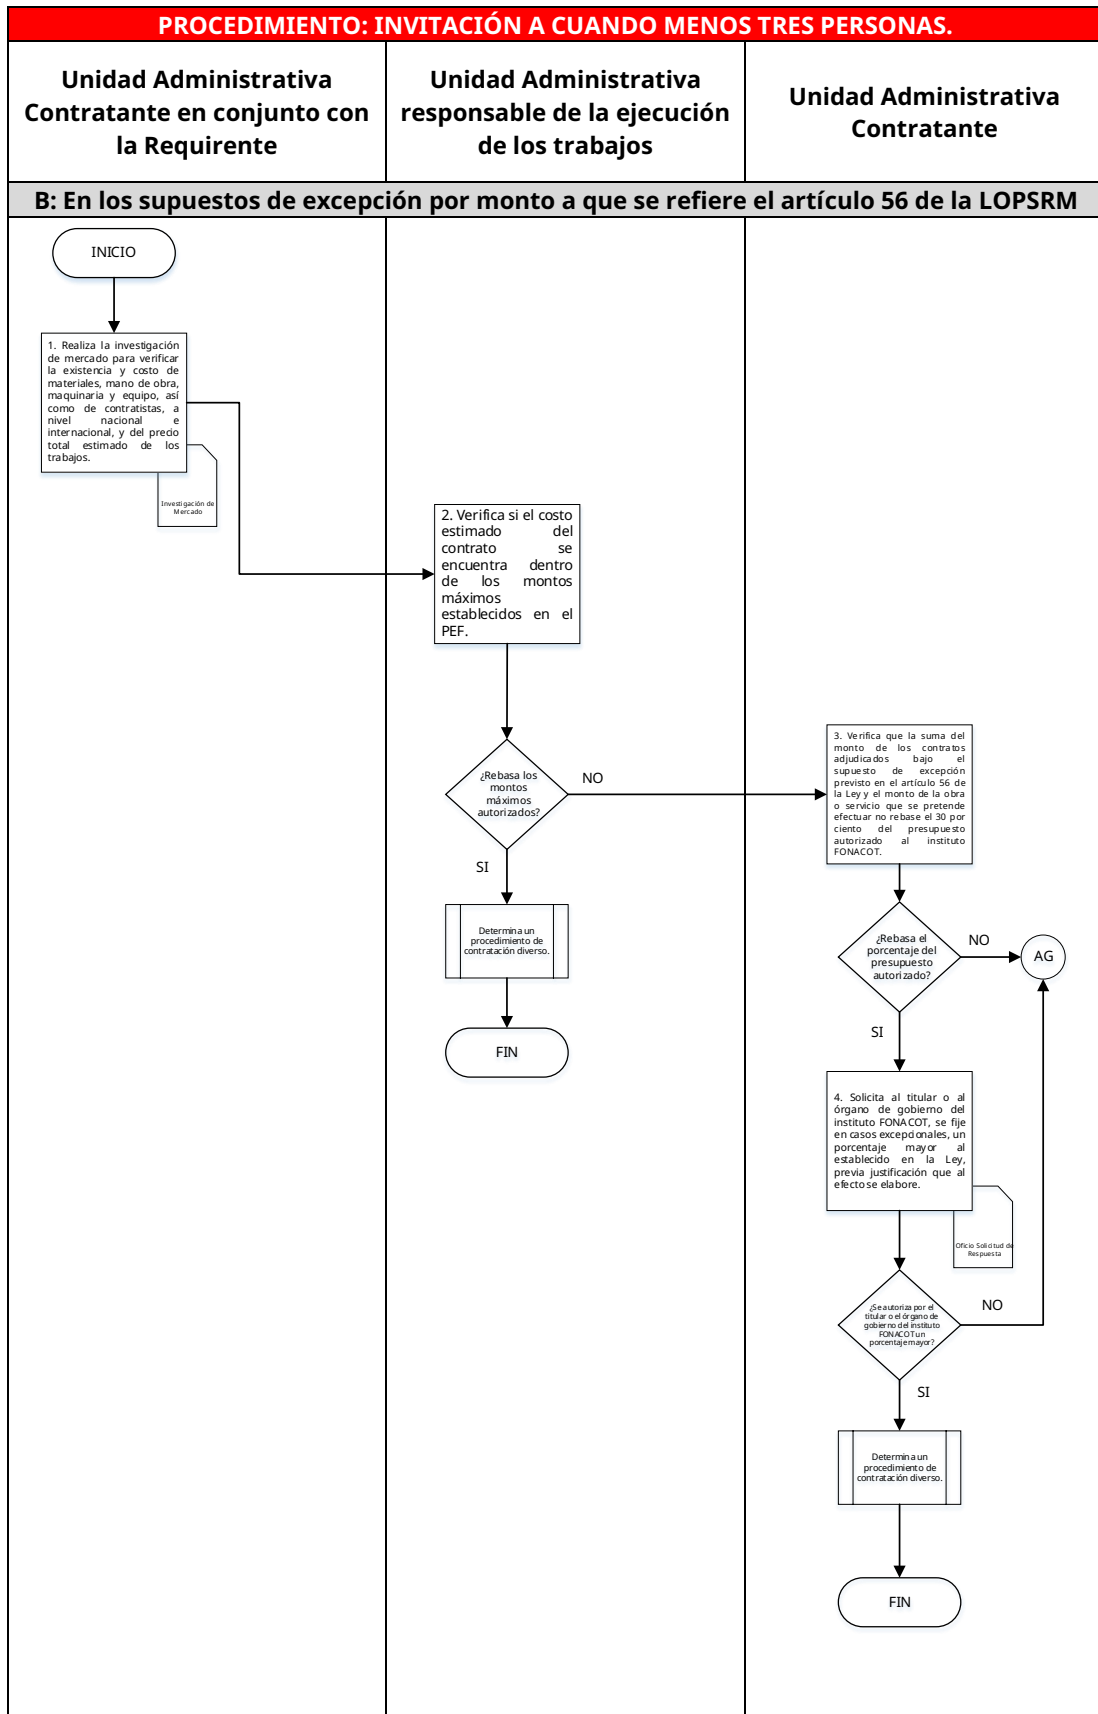 PROCEDIMIENTO: INVITACIÓN A CUANDO MENOS TRES PERSONAS.
Unidad Administrativa
Contratante en conjunto con
la Requirente
Unidad Administrativa
responsable de la ejecución
de los trabajos
Unidad Administrativa
Contratante
B: En los supuestos de excepción por monto a que se refiere el artículo 56 de la LOPSRM
INICIO
1. Realiza la investigación
de mercado para verificar
la existencia y costo de
materiales, mano de obra,
maquinaria y equipo, así
como de contratistas, a
nivel nacional e
internacional, y del precio
total estimado de los
trabajos.
Investigación de
Mercado
2. Verifica si el costo
estimado del
contrato se
encuentra dentro
de los montos
máximos
establecidos en el
PEF.
¿Rebasa los
montos
máximos
autorizados?
NO
SI
Determina un
procedimiento de
contratación diverso.
FIN
3. Verifica que la suma del
monto de los contratos
adjudicados bajo el
supuesto de excepción
previsto en el artículo 56 de
la Ley y el monto de la obra
o servicio que se pretende
efectuar no rebase el 30 por
ciento del presupuesto
autorizado al instituto
FONACOT.
¿Rebasa el
porcentaje del
presupuesto
autorizado?
NO
AG
SI
4. Solicita al titular o al
órgano de gobierno del
instituto FONACOT, se fije
en casos excepcionales, un
porcentaje mayor al
establecido en la Ley,
previa justificación que al
efecto se elabore.
Oficio Solicitud de
Respuesta
¿Se autoriza por el
titular o el órgano de
gobierno del instituto
FONACOT un
porcentaje mayor?
NO
SI
Determina un
procedimiento de
contratación diverso.
FIN